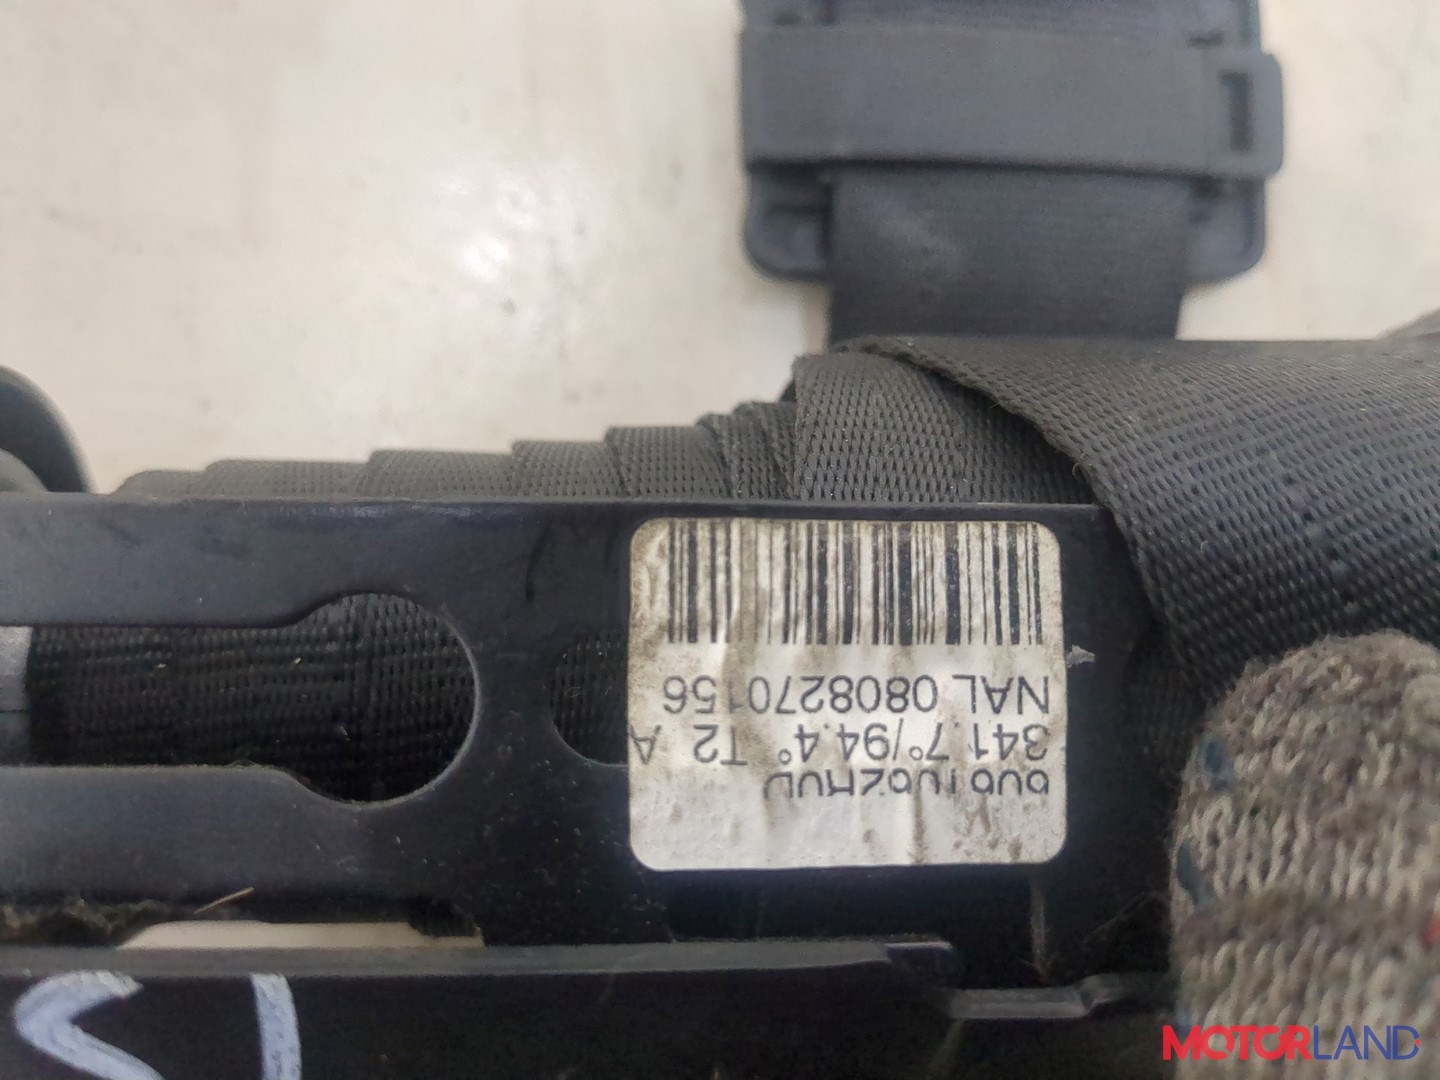 341.7°/94.4° T2 A
NAL 0808270156
MOTORLAND